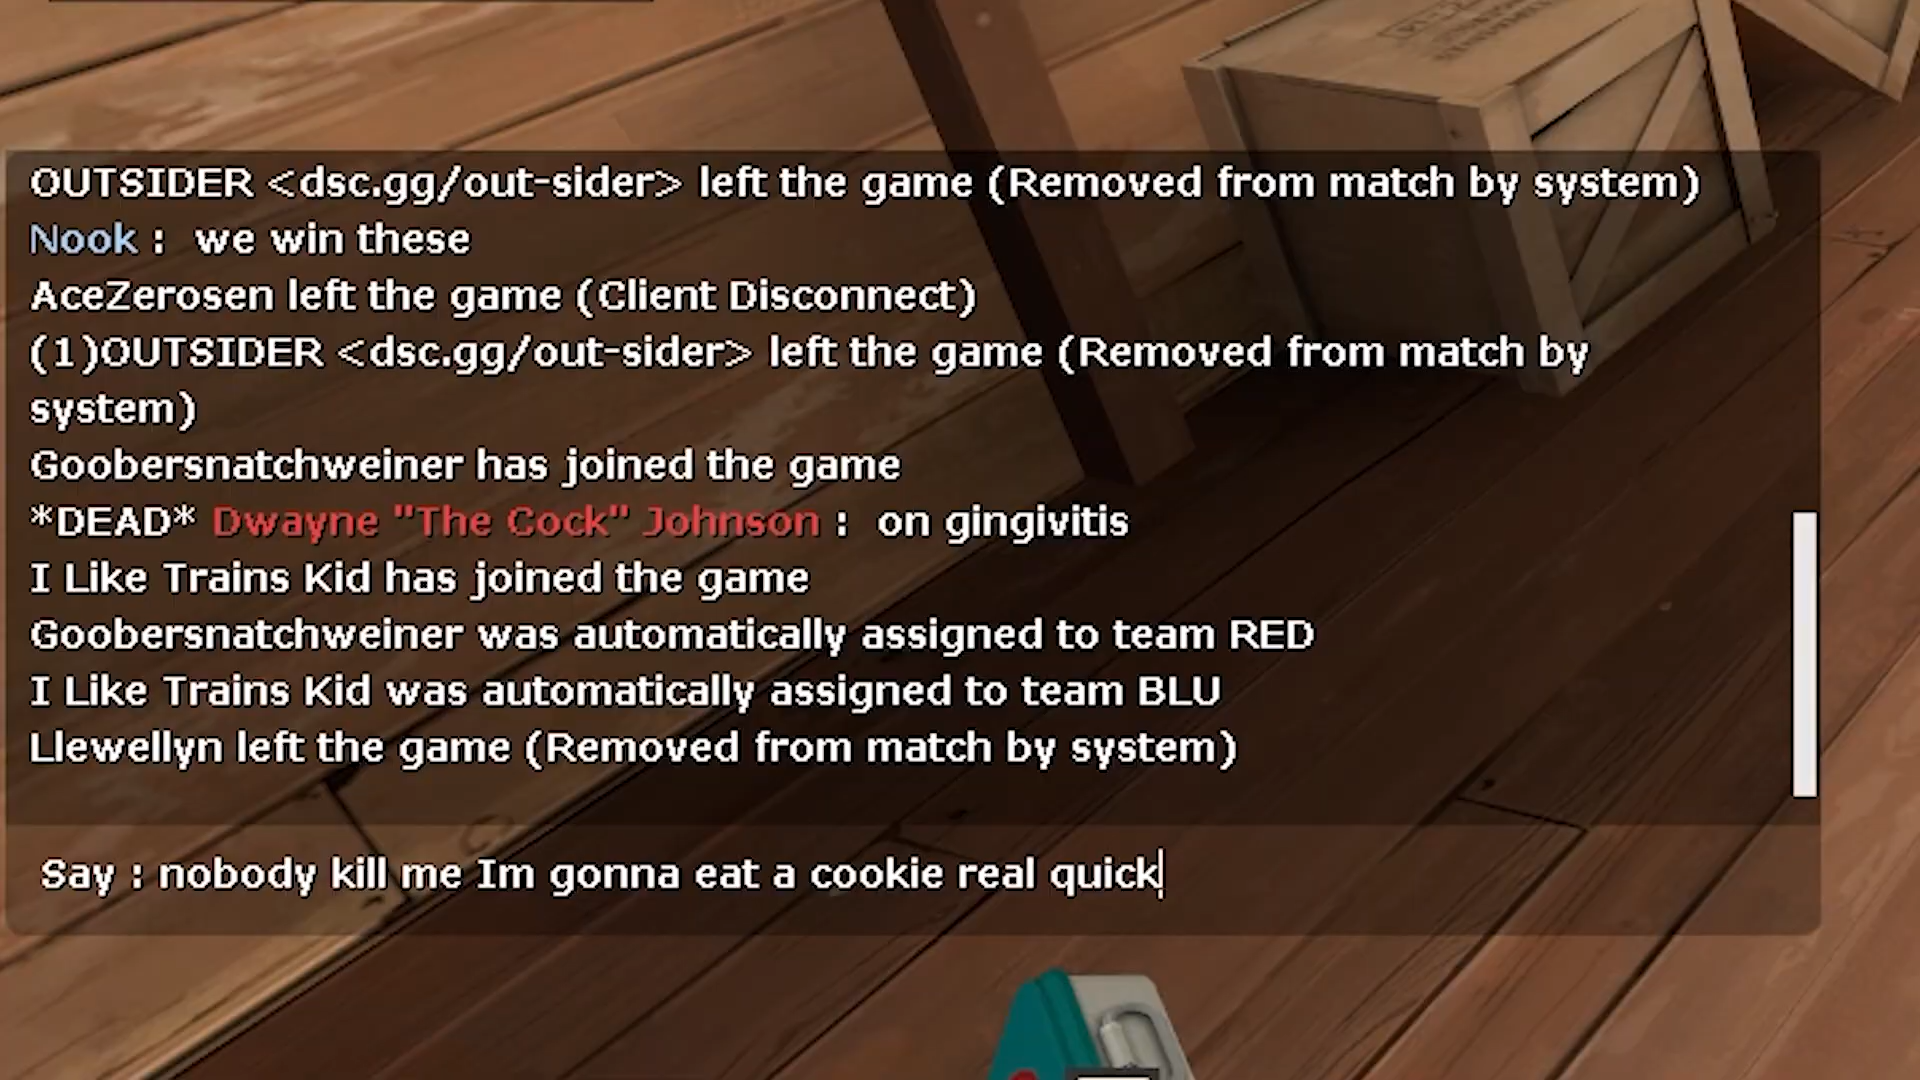 OUTSIDER <dsc.gg/out-sider> left the game (Removed from match by system)
Nook :  we win these
AceZerosen left the game (Client Disconnect)
(1)OUTSIDER <dsc.gg/out-sider> left the game (Removed from match by
system)
Goobersnatchweiner has joined the game
*DEAD* Dwayne "The Cock" Johnson :  on gingivitis
I Like Trains Kid has joined the game
Goobersnatchweiner was automatically assigned to team RED
I Like Trains Kid was automatically assigned to team BLU
Llewellyn left the game (Removed from match by system)
Say : nobody kill me Im gonna eat a cookie real quick